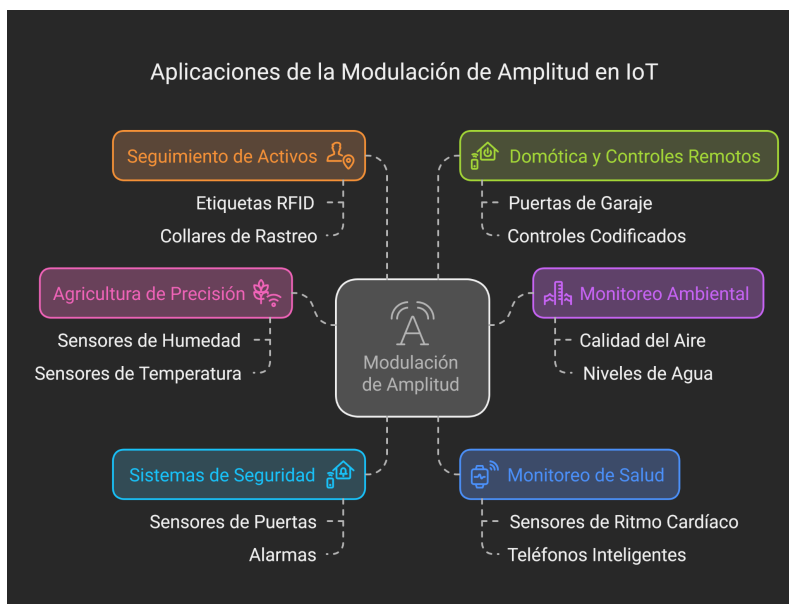 Aplicaciones de la Modulación de Amplitud en IoT
Seguimiento de Activos
Etiquetas RFID
Collares de Rastreo
Domótica y Controles Remotos
Puertas de Garaje
Controles Codificados
Agricultura de Precisión
Sensores de Humedad
Sensores de Temperatura
Modulación
de Amplitud
Monitoreo Ambiental
Calidad del Aire
Niveles de Agua
Sistemas de Seguridad
Sensores de Puertas
Alarmas
Monitoreo de Salud
Sensores de Ritmo Cardíaco
Teléfonos Inteligentes